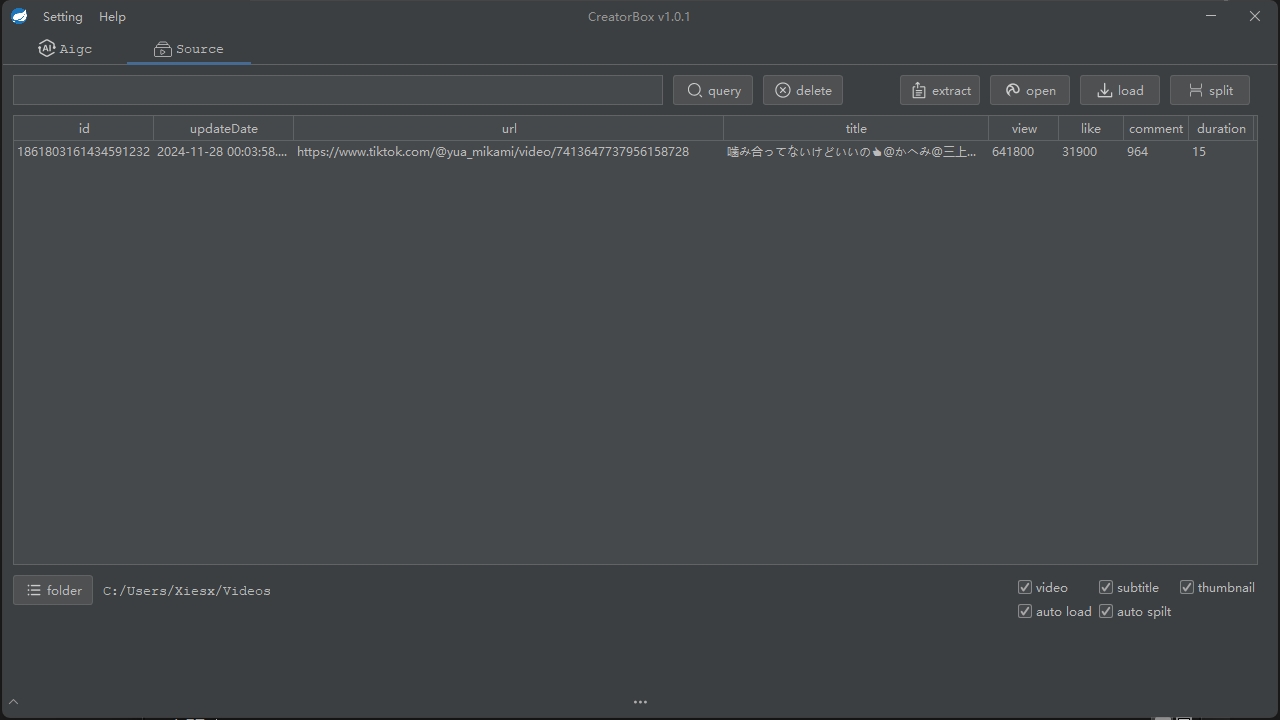 Setting Help CreatorBox v1.0.1
Aigc Source
query delete extract open load split
id updateDate url title view like comment duration
1861803161434591232 2024-11-28 00:03:58.... https://www.tiktok.com/@yua_mikami/video/7413647737956158728 噛み合ってないけどいいの👍@かへみ@三上... 641800 31900 964 15
folder C:/Users/Xiesx/Videos video subtitle thumbnail
auto load auto spilt